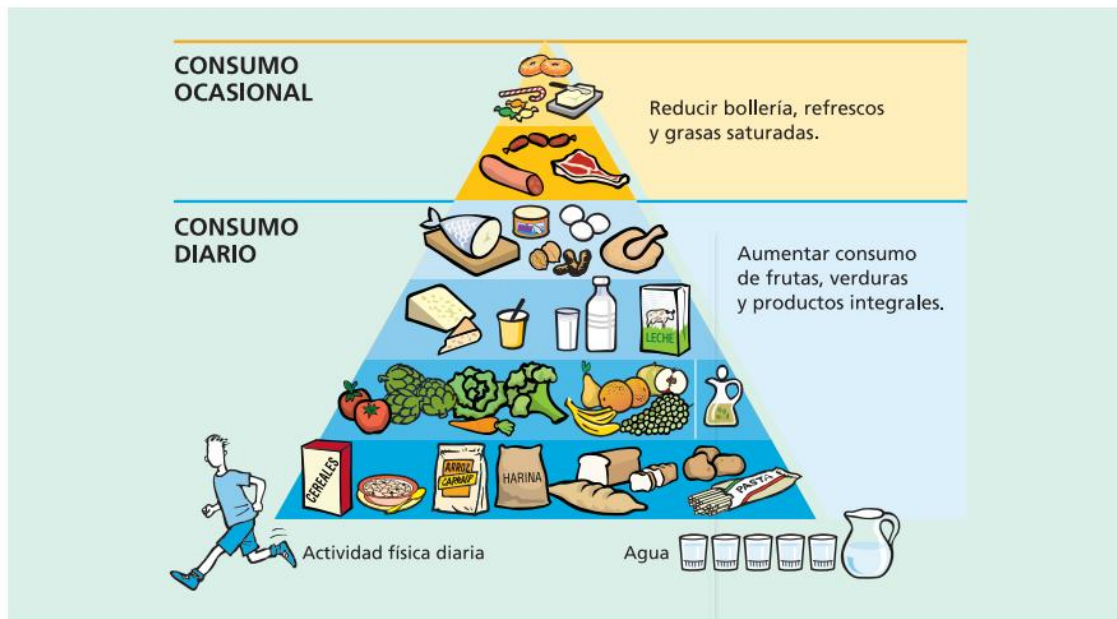 CONSUMO
OCASIONAL
Reducir bollería, refrescos
y grasas saturadas.
CONSUMO
DIARIO
Aumentar consumo
de frutas, verduras
y productos integrales.
LECHE
CEREALES
ARROZ
HARINA
PASTA
Actividad física diaria
Agua